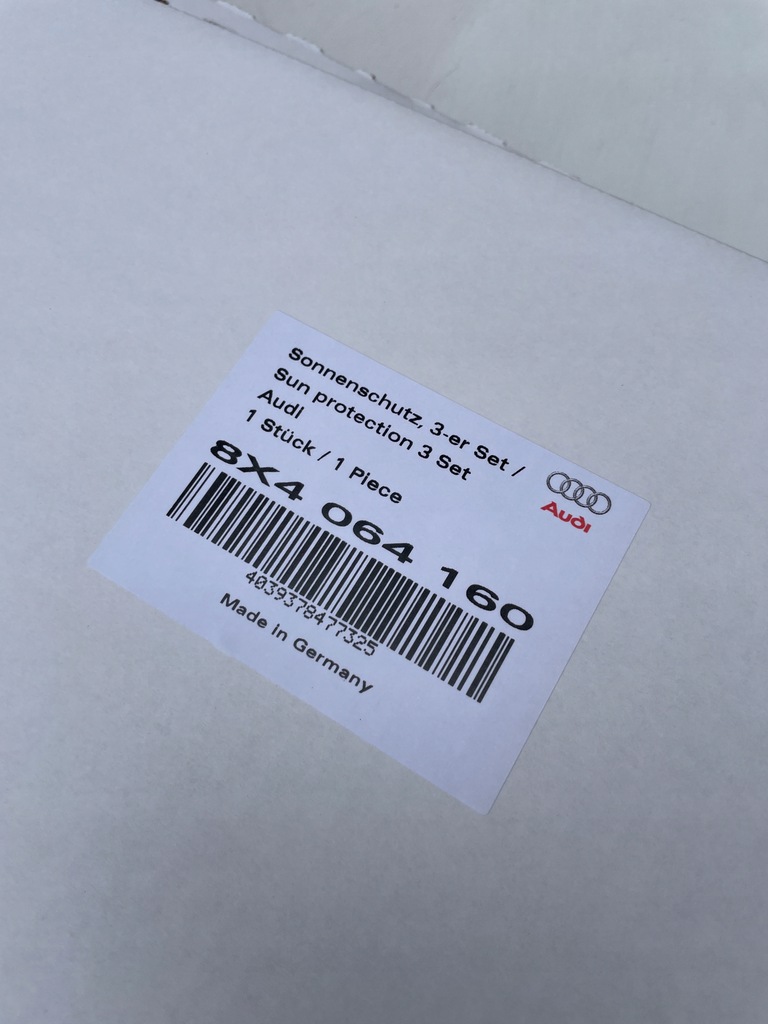 Sonnenschutz, 3-er Set /
Sun protection 3 Set
Audi
1 Stück / 1 Piece
Audi
8X4 064 160
4039378477325
Made in Germany